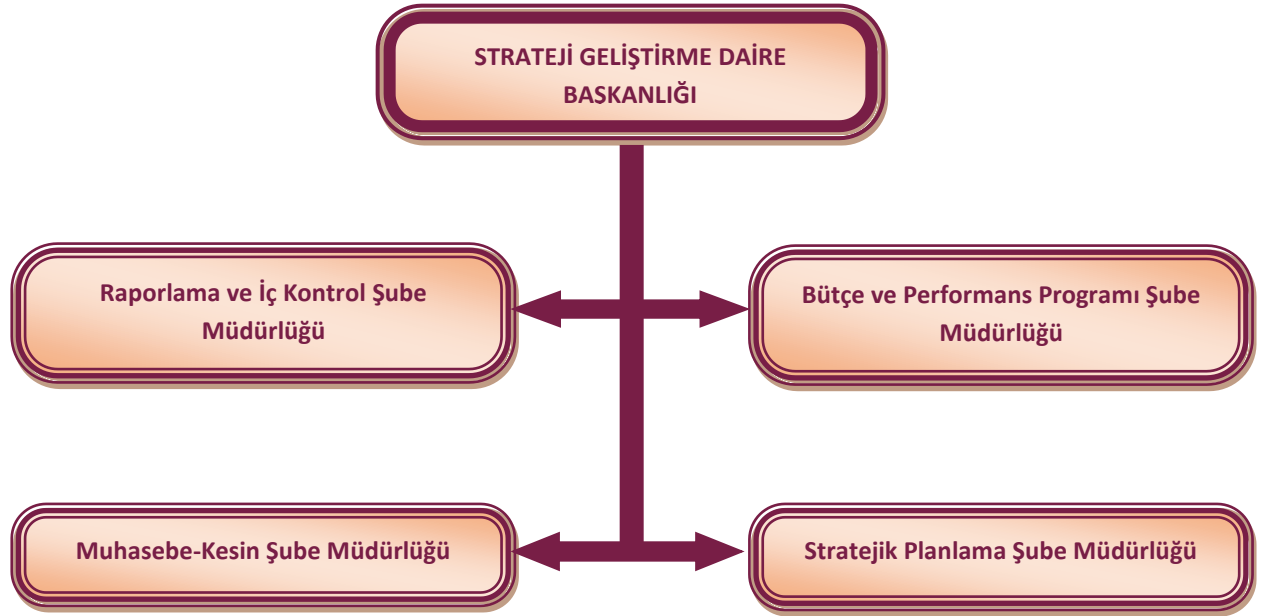 STRATEJİ GELİŞTİRME DAİRE
BAŞKANLIĞI
Raporlama ve İç Kontrol Şube
Müdürlüğü
Bütçe ve Performans Programı Şube
Müdürlüğü
Muhasebe-Kesin Şube Müdürlüğü
Stratejik Planlama Şube Müdürlüğü